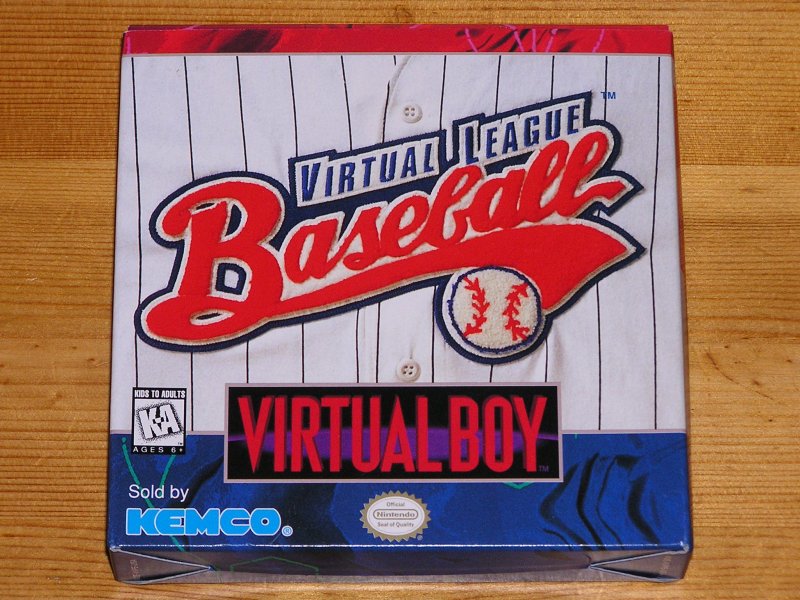 VIRTUAL LEAGUE
TM
Baseball
KIDS TO ADULTS
K-A
AGES 6+
VIRTUAL BOY
TM
Sold by
KEMCO®
Official
Nintendo
Seal of Quality